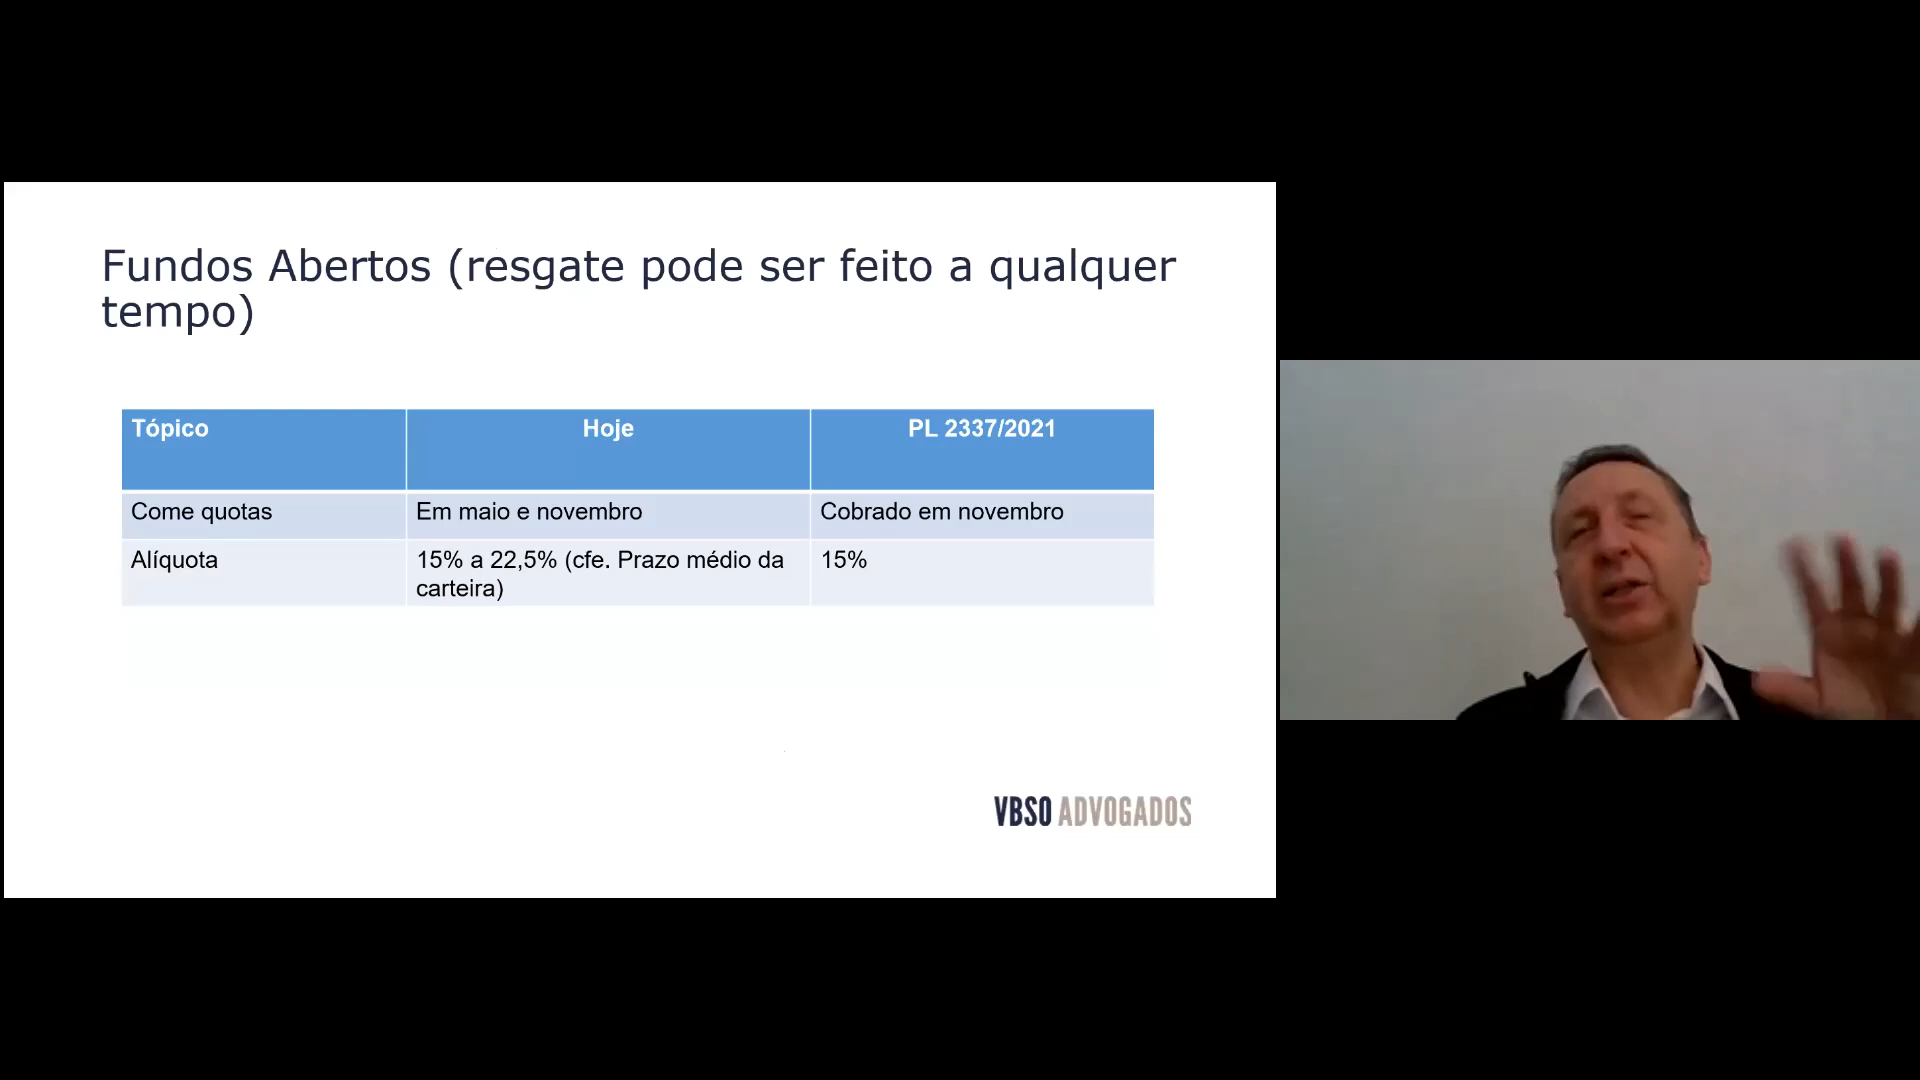 Fundos Abertos (resgate pode ser feito a qualquer
tempo)
Tópico Hoje PL 2337/2021
Come quotas Em maio e novembro Cobrado em novembro
Alíquota 15% a 22,5% (cfe. Prazo médio da 15%
carteira)
VBSO ADVOGADOS